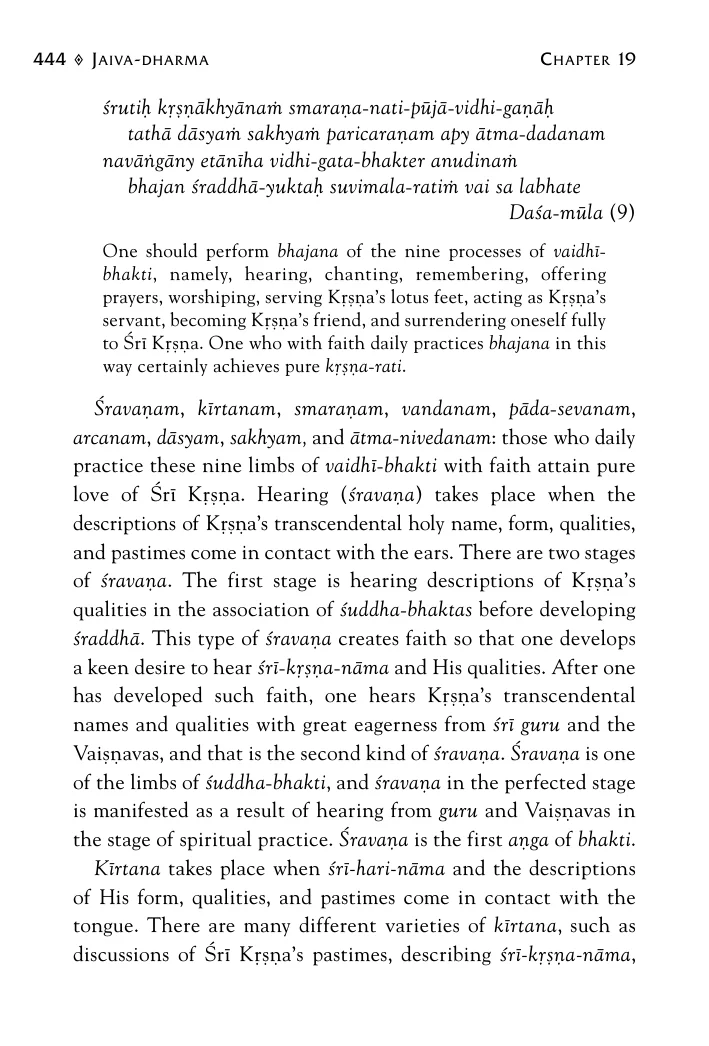 444 ◈ JAIVA-DHARMA CHAPTER 19
śrutiḥ kṛṣṇākhyānaṁ smaraṇa-nati-pūjā-vidhi-gaṇāḥ
tathā dāsyaṁ sakhyaṁ paricaraṇam apy ātma-dadanam
navāṅgāny etānīha vidhi-gata-bhakter anudinaṁ
bhajan śraddhā-yuktaḥ suvimala-ratiṁ vai sa labhate
Daśa-mūla (9)
One should perform bhajana of the nine processes of vaidhī-
bhakti, namely, hearing, chanting, remembering, offering
prayers, worshiping, serving Kṛṣṇa's lotus feet, acting as Kṛṣṇa's
servant, becoming Kṛṣṇa's friend, and surrendering oneself fully
to Śrī Kṛṣṇa. One who with faith daily practices bhajana in this
way certainly achieves pure kṛṣṇa-rati.
Śravaṇam, kīrtanam, smaraṇam, vandanam, pāda-sevanam,
arcanam, dāsyam, sakhyam, and ātma-nivedanam: those who daily
practice these nine limbs of vaidhī-bhakti with faith attain pure
love of Śrī Kṛṣṇa. Hearing (śravaṇa) takes place when the
descriptions of Kṛṣṇa's transcendental holy name, form, qualities,
and pastimes come in contact with the ears. There are two stages
of śravaṇa. The first stage is hearing descriptions of Kṛṣṇa's
qualities in the association of śuddha-bhaktas before developing
śraddhā. This type of śravaṇa creates faith so that one develops
a keen desire to hear śrī-kṛṣṇa-nāma and His qualities. After one
has developed such faith, one hears Kṛṣṇa's transcendental
names and qualities with great eagerness from śrī guru and the
Vaiṣṇavas, and that is the second kind of śravaṇa. Śravaṇa is one
of the limbs of śuddha-bhakti, and śravaṇa in the perfected stage
is manifested as a result of hearing from guru and Vaiṣṇavas in
the stage of spiritual practice. Śravaṇa is the first aṇga of bhakti.
Kīrtana takes place when śrī-hari-nāma and the descriptions
of His form, qualities, and pastimes come in contact with the
tongue. There are many different varieties of kīrtana, such as
discussions of Śrī Kṛṣṇa's pastimes, describing śrī-kṛṣṇa-nāma,